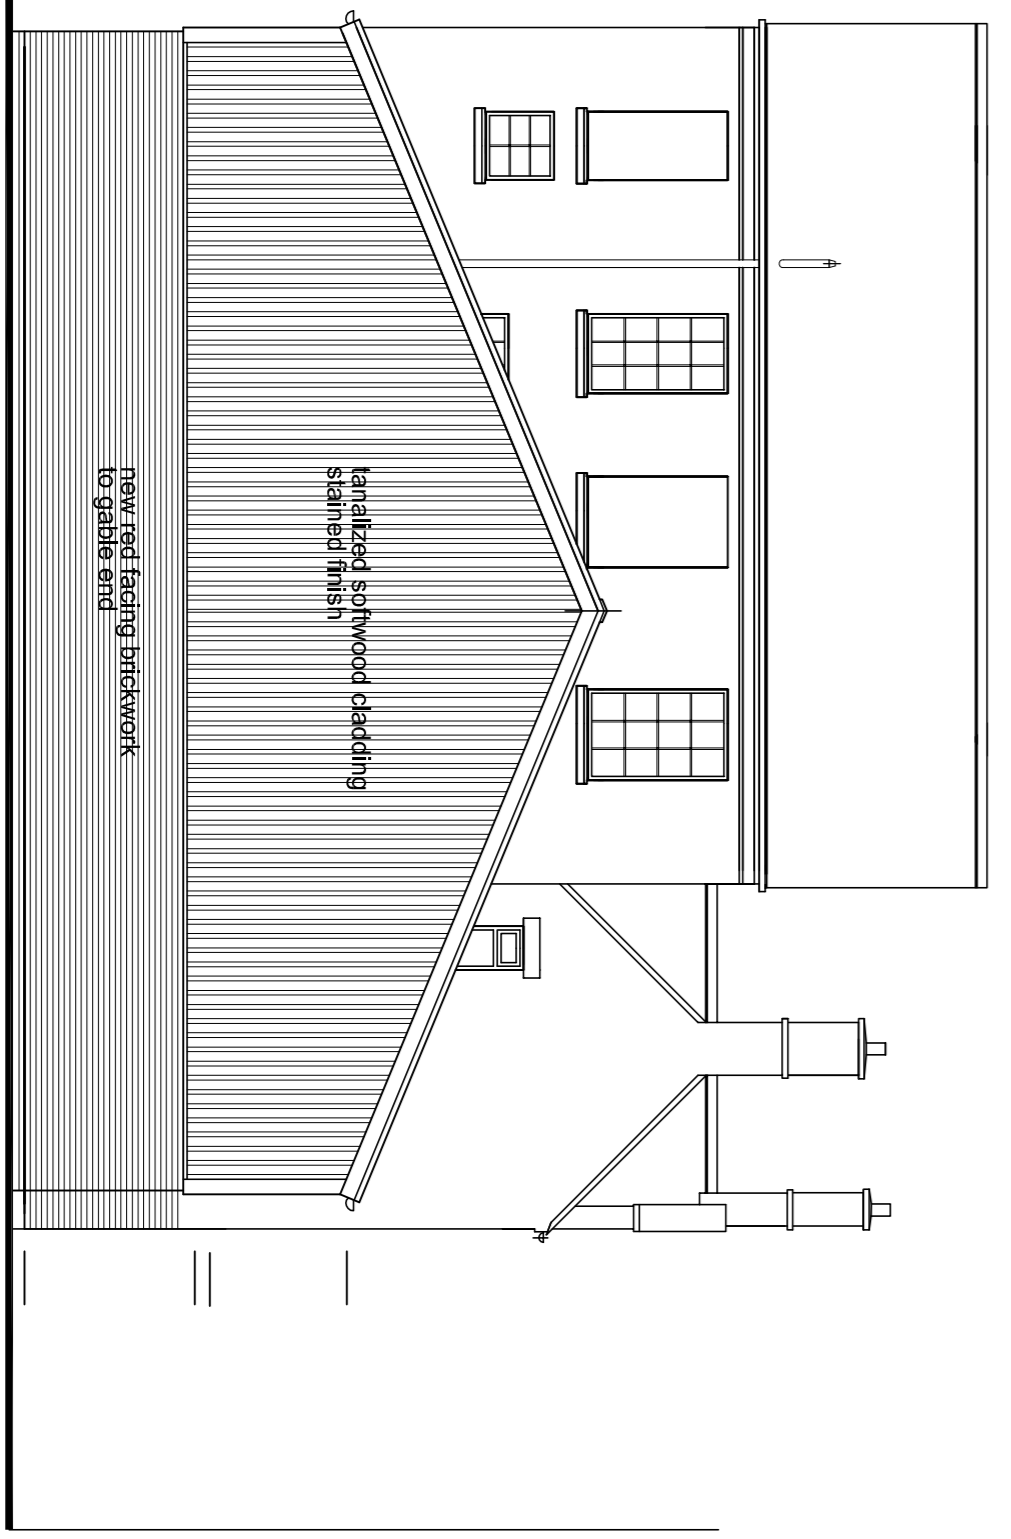 tanalized softwood cladding
stained finish
new red facing brickwork
to gable end